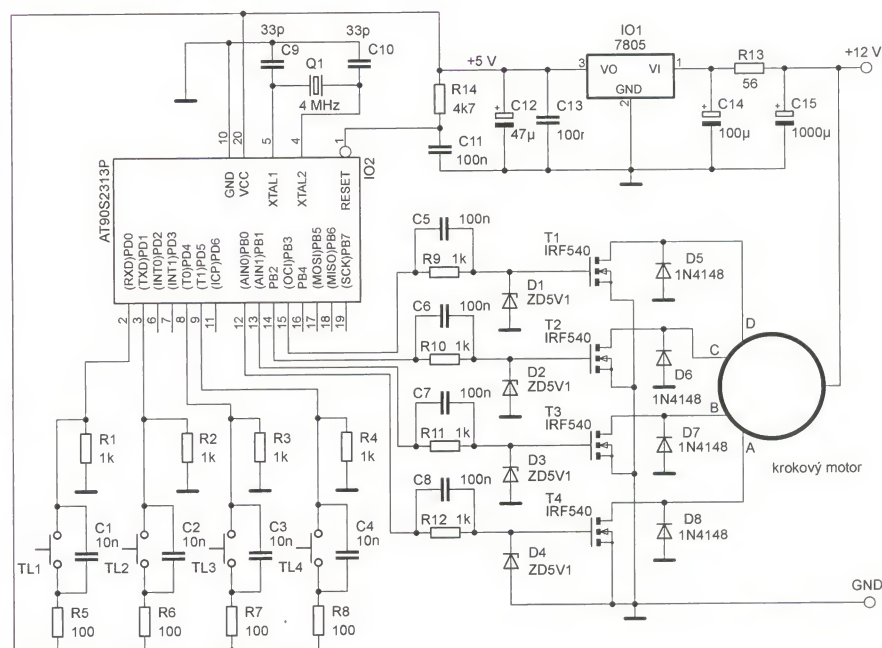 33p
33p
C9
C10
Q1
4 MHz
IO1
7805
+5 V
3
VO
VI
1
GND
2
R13
56
+12 V
R14
4k7
C12
47µ
C13
C14
100µ
C15
1000µ
C11
100n
10
20
5
4
1
IO2
AT90S2313P
GND
VCC
XTAL1
XTAL2
RESET
(RXD)PD0
(TXD)PD1
(INT0)PD2
(INT1)PD3
(T0)PD4
(T1)PD5
(ICP)PD6
(AIN0)PB0
(AIN1)PB1
PB2
(OCI)PB3
PB4
(MOSI)PB5
(MISO)PB6
(SCK)PB7
2
3
6
7
8
9
11
12
13
14
15
16
17
18
19
C5
100n
R9
1k
D1
ZD5V1
T1
IRF540
D5
1N4148
C6
100n
R10
1k
D2
ZD5V1
T2
IRF540
D6
1N4148
C7
100n
R11
1k
D3
ZD5V1
T3
IRF540
D7
1N4148
C8
100n
R12
1k
D4
ZD5V1
T4
IRF540
D8
1N4148
D
C
B
A
krokový motor
R1
1k
R2
1k
R3
1k
R4
1k
C1
10n
C2
10n
C3
10n
C4
10n
TL1
TL2
TL3
TL4
R5
100
R6
100
R7
100
R8
100
GND